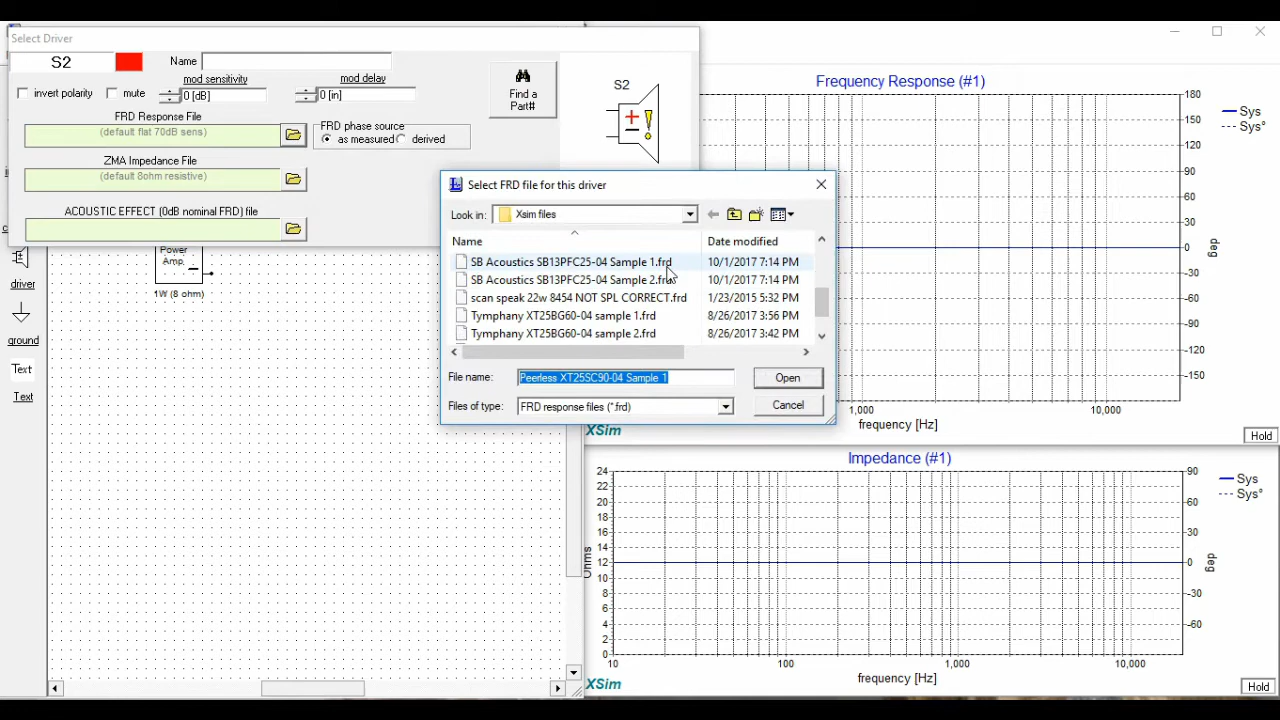 Select Driver
S2
Name
mod sensitivity
mod delay
invert polarity
mute
0 [dB]
0 [in]
Find a
Part#
S2
FRD Response File
(default flat 70dB sens)
FRD phase source
as measured
derived
ZMA Impedance File
(default 8ohm resistive)
ACOUSTIC EFFECT (0dB nominal FRD) file
Power
Amp.
1W (8 ohm)
driver
ground
Text
Text
Select FRD file for this driver
Look in:
Xsim files
Name
Date modified
SB Acoustics SB13PFC25-04 Sample 1.frd 10/1/2017 7:14 PM
SB Acoustics SB13PFC25-04 Sample 2.frd 10/1/2017 7:14 PM
scan speak 22w 8454 NOT SPL CORRECT.frd 1/23/2015 5:32 PM
Tymphany XT25BG60-04 sample 1.frd 8/26/2017 3:56 PM
Tymphany XT25BG60-04 sample 2.frd 8/26/2017 3:42 PM
File name:
Peerless XT25SC90-04 Sample 1
Open
Files of type:
FRD response files (*.frd)
Cancel
Frequency Response (#1)
180
150
120
90
60
30
0
-30
-60
-90
-120
-150
deg
Sys
Sys°
1,000
10,000
frequency [Hz]
XSim
Hold
Impedance (#1)
24
22
20
18
16
14
12
10
8
6
4
2
0
Ohms
90
60
30
0
-30
-60
deg
Sys
Sys°
10
100
1,000
10,000
frequency [Hz]
XSim
Hold